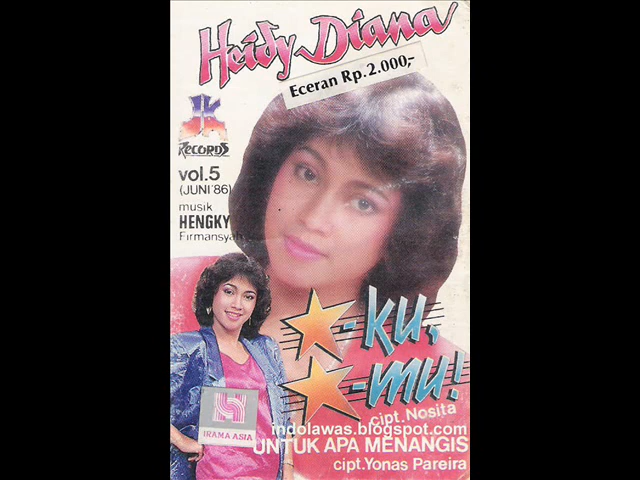 Heidy Diana
Eceran Rp. 2.000,-
JK
RECORDS
vol.5
(JUNI '86)
musik
HENGKY
Firmansyah
-KU,
-mu!
cipt. Nosita
indolawas.blogspot.com
UNTUK APA MENANGIS
cipt. Yonas Pareira
IRAMA ASIA